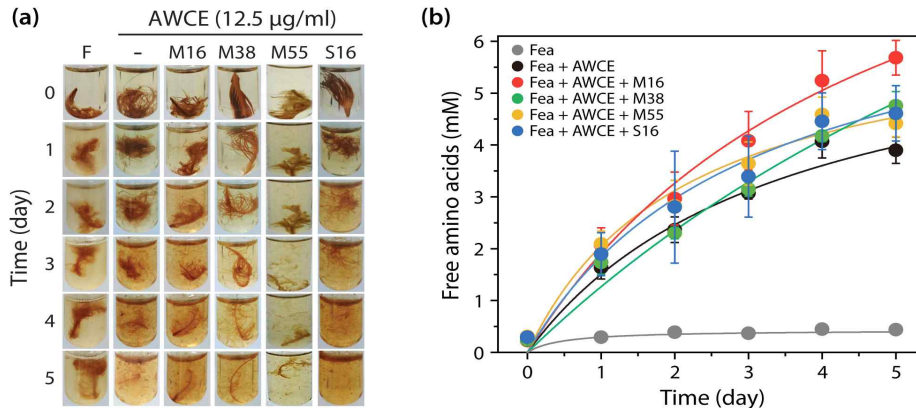 (a)
AWCE (12.5 µg/ml)
F – M16 M38 M55 S16
Time (day)
0
1
2
3
4
5
(b)
Free amino acids (mM)
6
5
4
3
2
1
0
Fea
Fea + AWCE
Fea + AWCE + M16
Fea + AWCE + M38
Fea + AWCE + M55
Fea + AWCE + S16
0 1 2 3 4 5
Time (day)